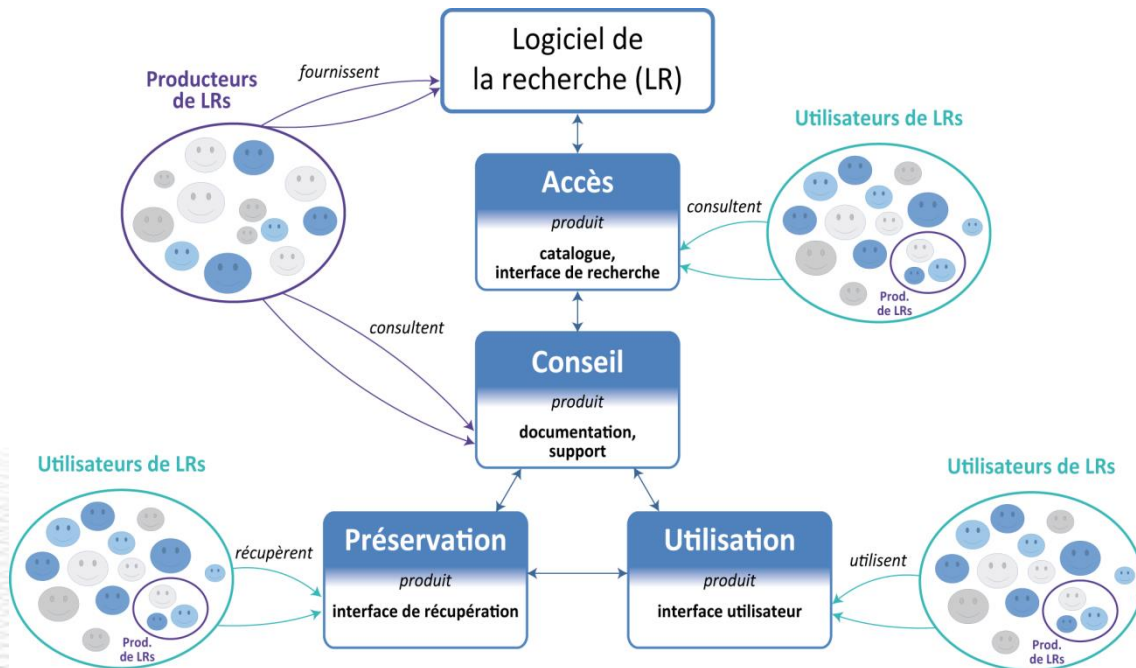 Logiciel de
la recherche (LR)
Producteurs
de LRs
fournissent
Utilisateurs de LRs
Accès
produit
catalogue,
interface de recherche
consultent
Prod.
de LRs
consultent
Conseil
produit
documentation,
support
Utilisateurs de LRs
Utilisateurs de LRs
récupèrent
Préservation
produit
interface de récupération
Utilisation
produit
interface utilisateur
utilisent
Prod.
de LRs
Prod.
de LRs